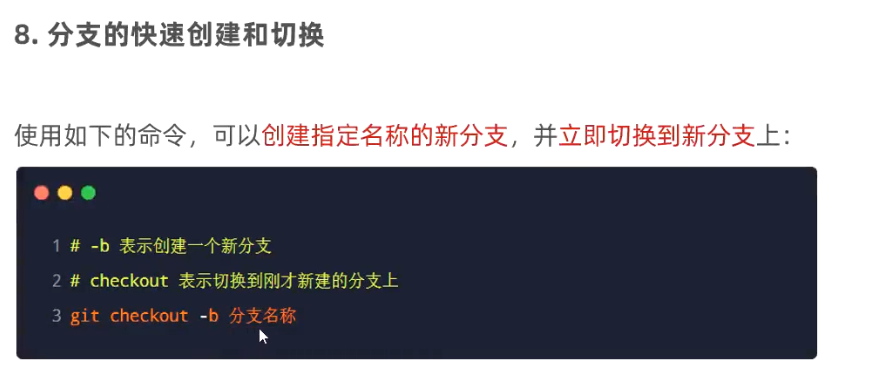 8. 分支的快速创建和切换
使用如下的命令，可以创建指定名称的新分支，并立即切换到新分支上：
1 # -b 表示创建一个新分支
2 # checkout 表示切换到刚才新建的分支上
3 git checkout -b 分支名称